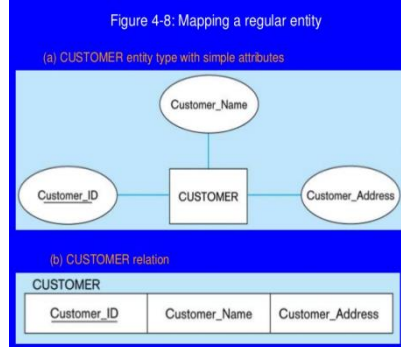 Figure 4-8: Mapping a regular entity
(a) CUSTOMER entity type with simple attributes
Customer_Name
Customer_ID
CUSTOMER
Customer_Address
(b) CUSTOMER relation
CUSTOMER
Customer_ID
Customer_Name
Customer_Address